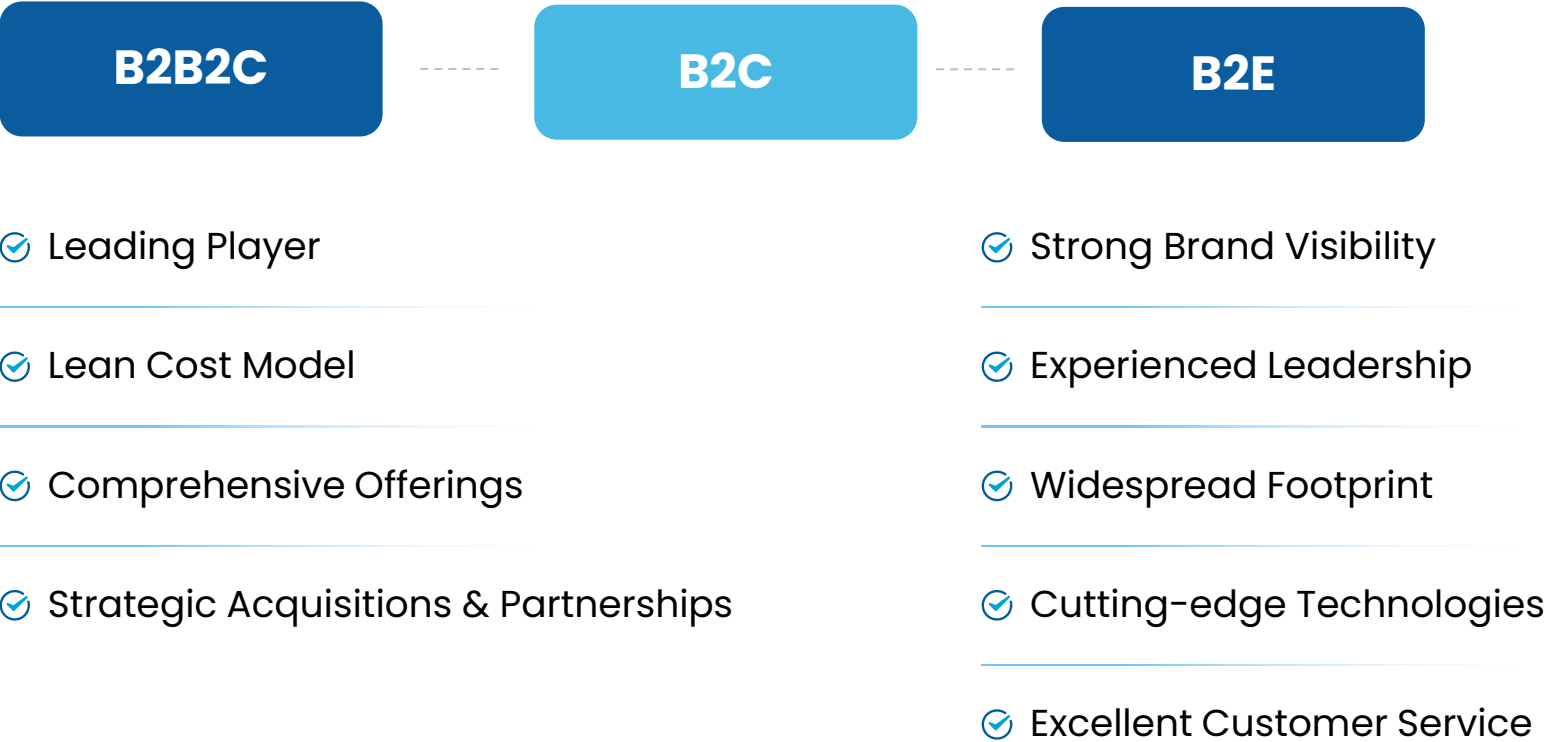 B2B2C
B2C
B2E
Leading Player
Lean Cost Model
Comprehensive Offerings
Strategic Acquisitions & Partnerships
Strong Brand Visibility
Experienced Leadership
Widespread Footprint
Cutting-edge Technologies
Excellent Customer Service